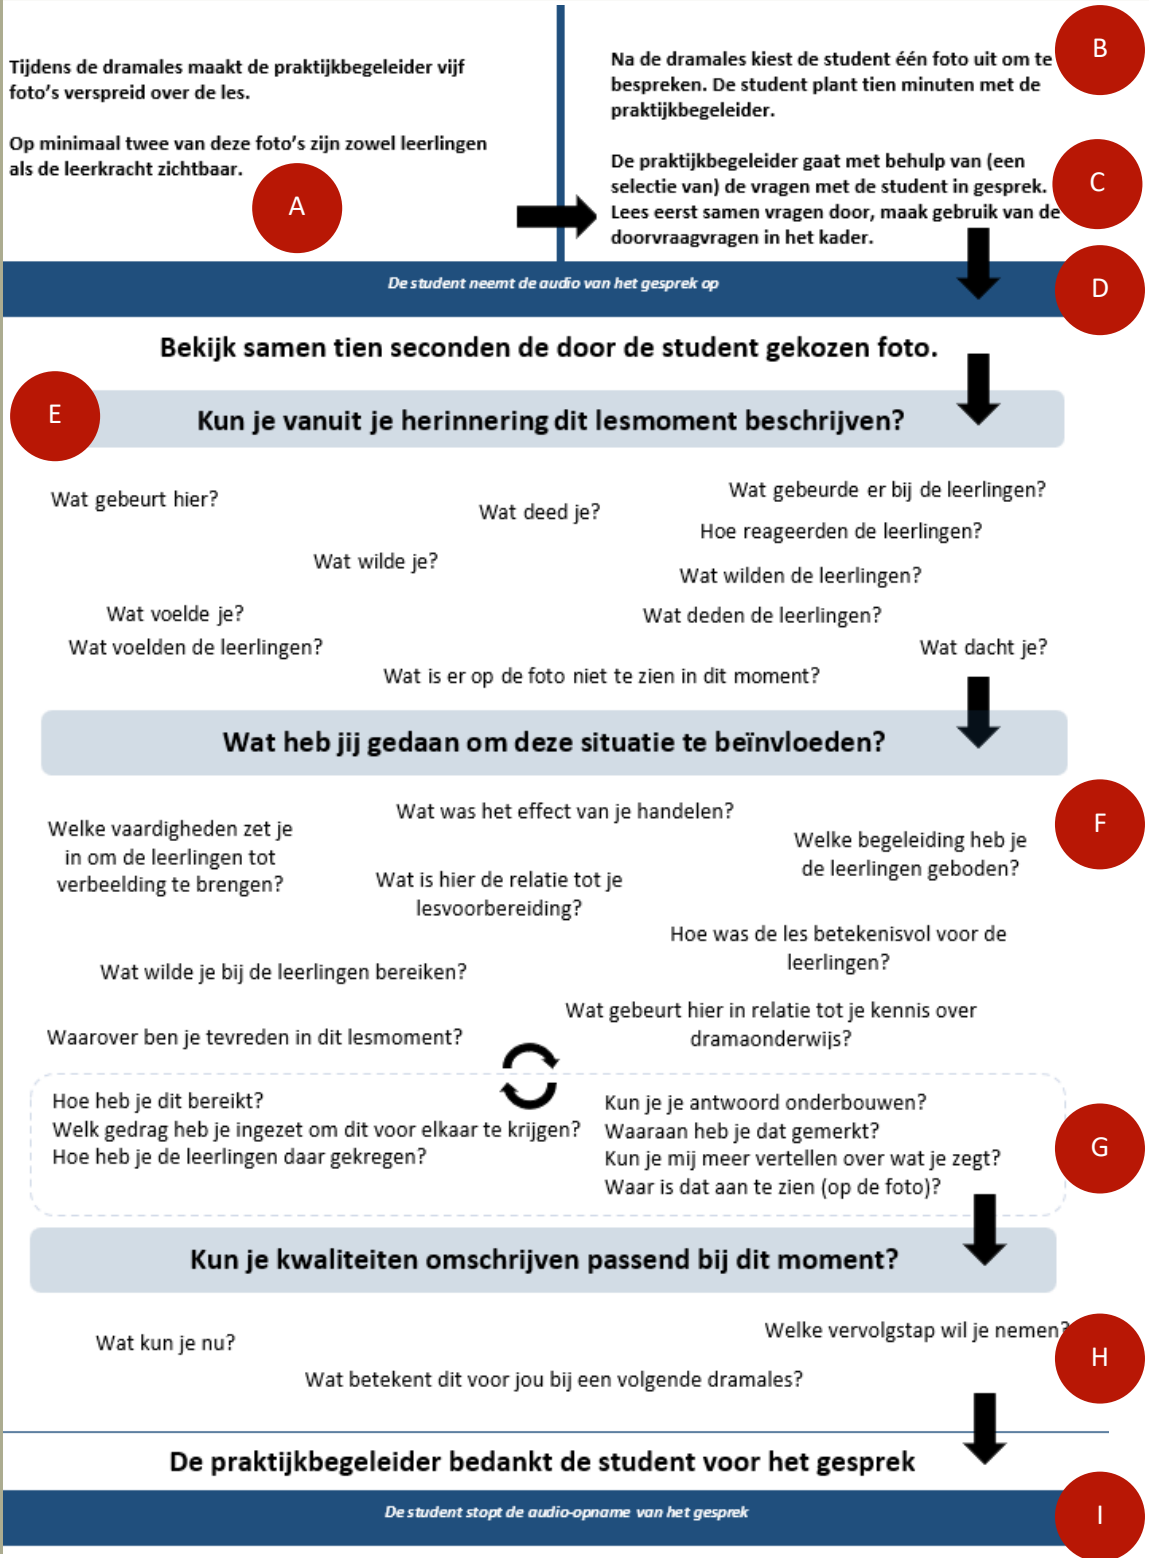 Tijdens de dramales maakt de praktijkbegeleider vijf
foto's verspreid over de les.
Op minimaal twee van deze foto's zijn zowel leerlingen
als de leerkracht zichtbaar.
A
Na de dramales kiest de student één foto uit om te
bespreken. De student plant tien minuten met de
praktijkbegeleider.
B
De praktijkbegeleider gaat met behulp van (een
selectie van) de vragen met de student in gesprek.
Lees eerst samen vragen door, maak gebruik van de
doorvraagvragen in het kader.
C
De student neemt de audio van het gesprek op
D
Bekijk samen tien seconden de door de student gekozen foto.
E
Kun je vanuit je herinnering dit lesmoment beschrijven?
Wat gebeurt hier?
Wat deed je?
Wat gebeurde er bij de leerlingen?
Hoe reageerden de leerlingen?
Wat wilde je?
Wat wilden de leerlingen?
Wat voelde je?
Wat deden de leerlingen?
Wat voelden de leerlingen?
Wat dacht je?
Wat is er op de foto niet te zien in dit moment?
Wat heb jij gedaan om deze situatie te beïnvloeden?
F
Wat was het effect van je handelen?
Welke vaardigheden zet je
in om de leerlingen tot
verbeelding te brengen?
Welke begeleiding heb je
de leerlingen geboden?
Wat is hier de relatie tot je
lesvoorbereiding?
Hoe was de les betekenisvol voor de
leerlingen?
Wat wilde je bij de leerlingen bereiken?
Wat gebeurt hier in relatie tot je kennis over
dramaonderwijs?
Waarover ben je tevreden in dit lesmoment?
Hoe heb je dit bereikt?
Welk gedrag heb je ingezet om dit voor elkaar te krijgen?
Hoe heb je de leerlingen daar gekregen?
Kun je je antwoord onderbouwen?
Waaraan heb je dat gemerkt?
Kun je mij meer vertellen over wat je zegt?
Waar is dat aan te zien (op de foto)?
G
Kun je kwaliteiten omschrijven passend bij dit moment?
Wat kun je nu?
Welke vervolgstap wil je nemen?
H
Wat betekent dit voor jou bij een volgende dramales?
De praktijkbegeleider bedankt de student voor het gesprek
De student stopt de audio-opname van het gesprek
I